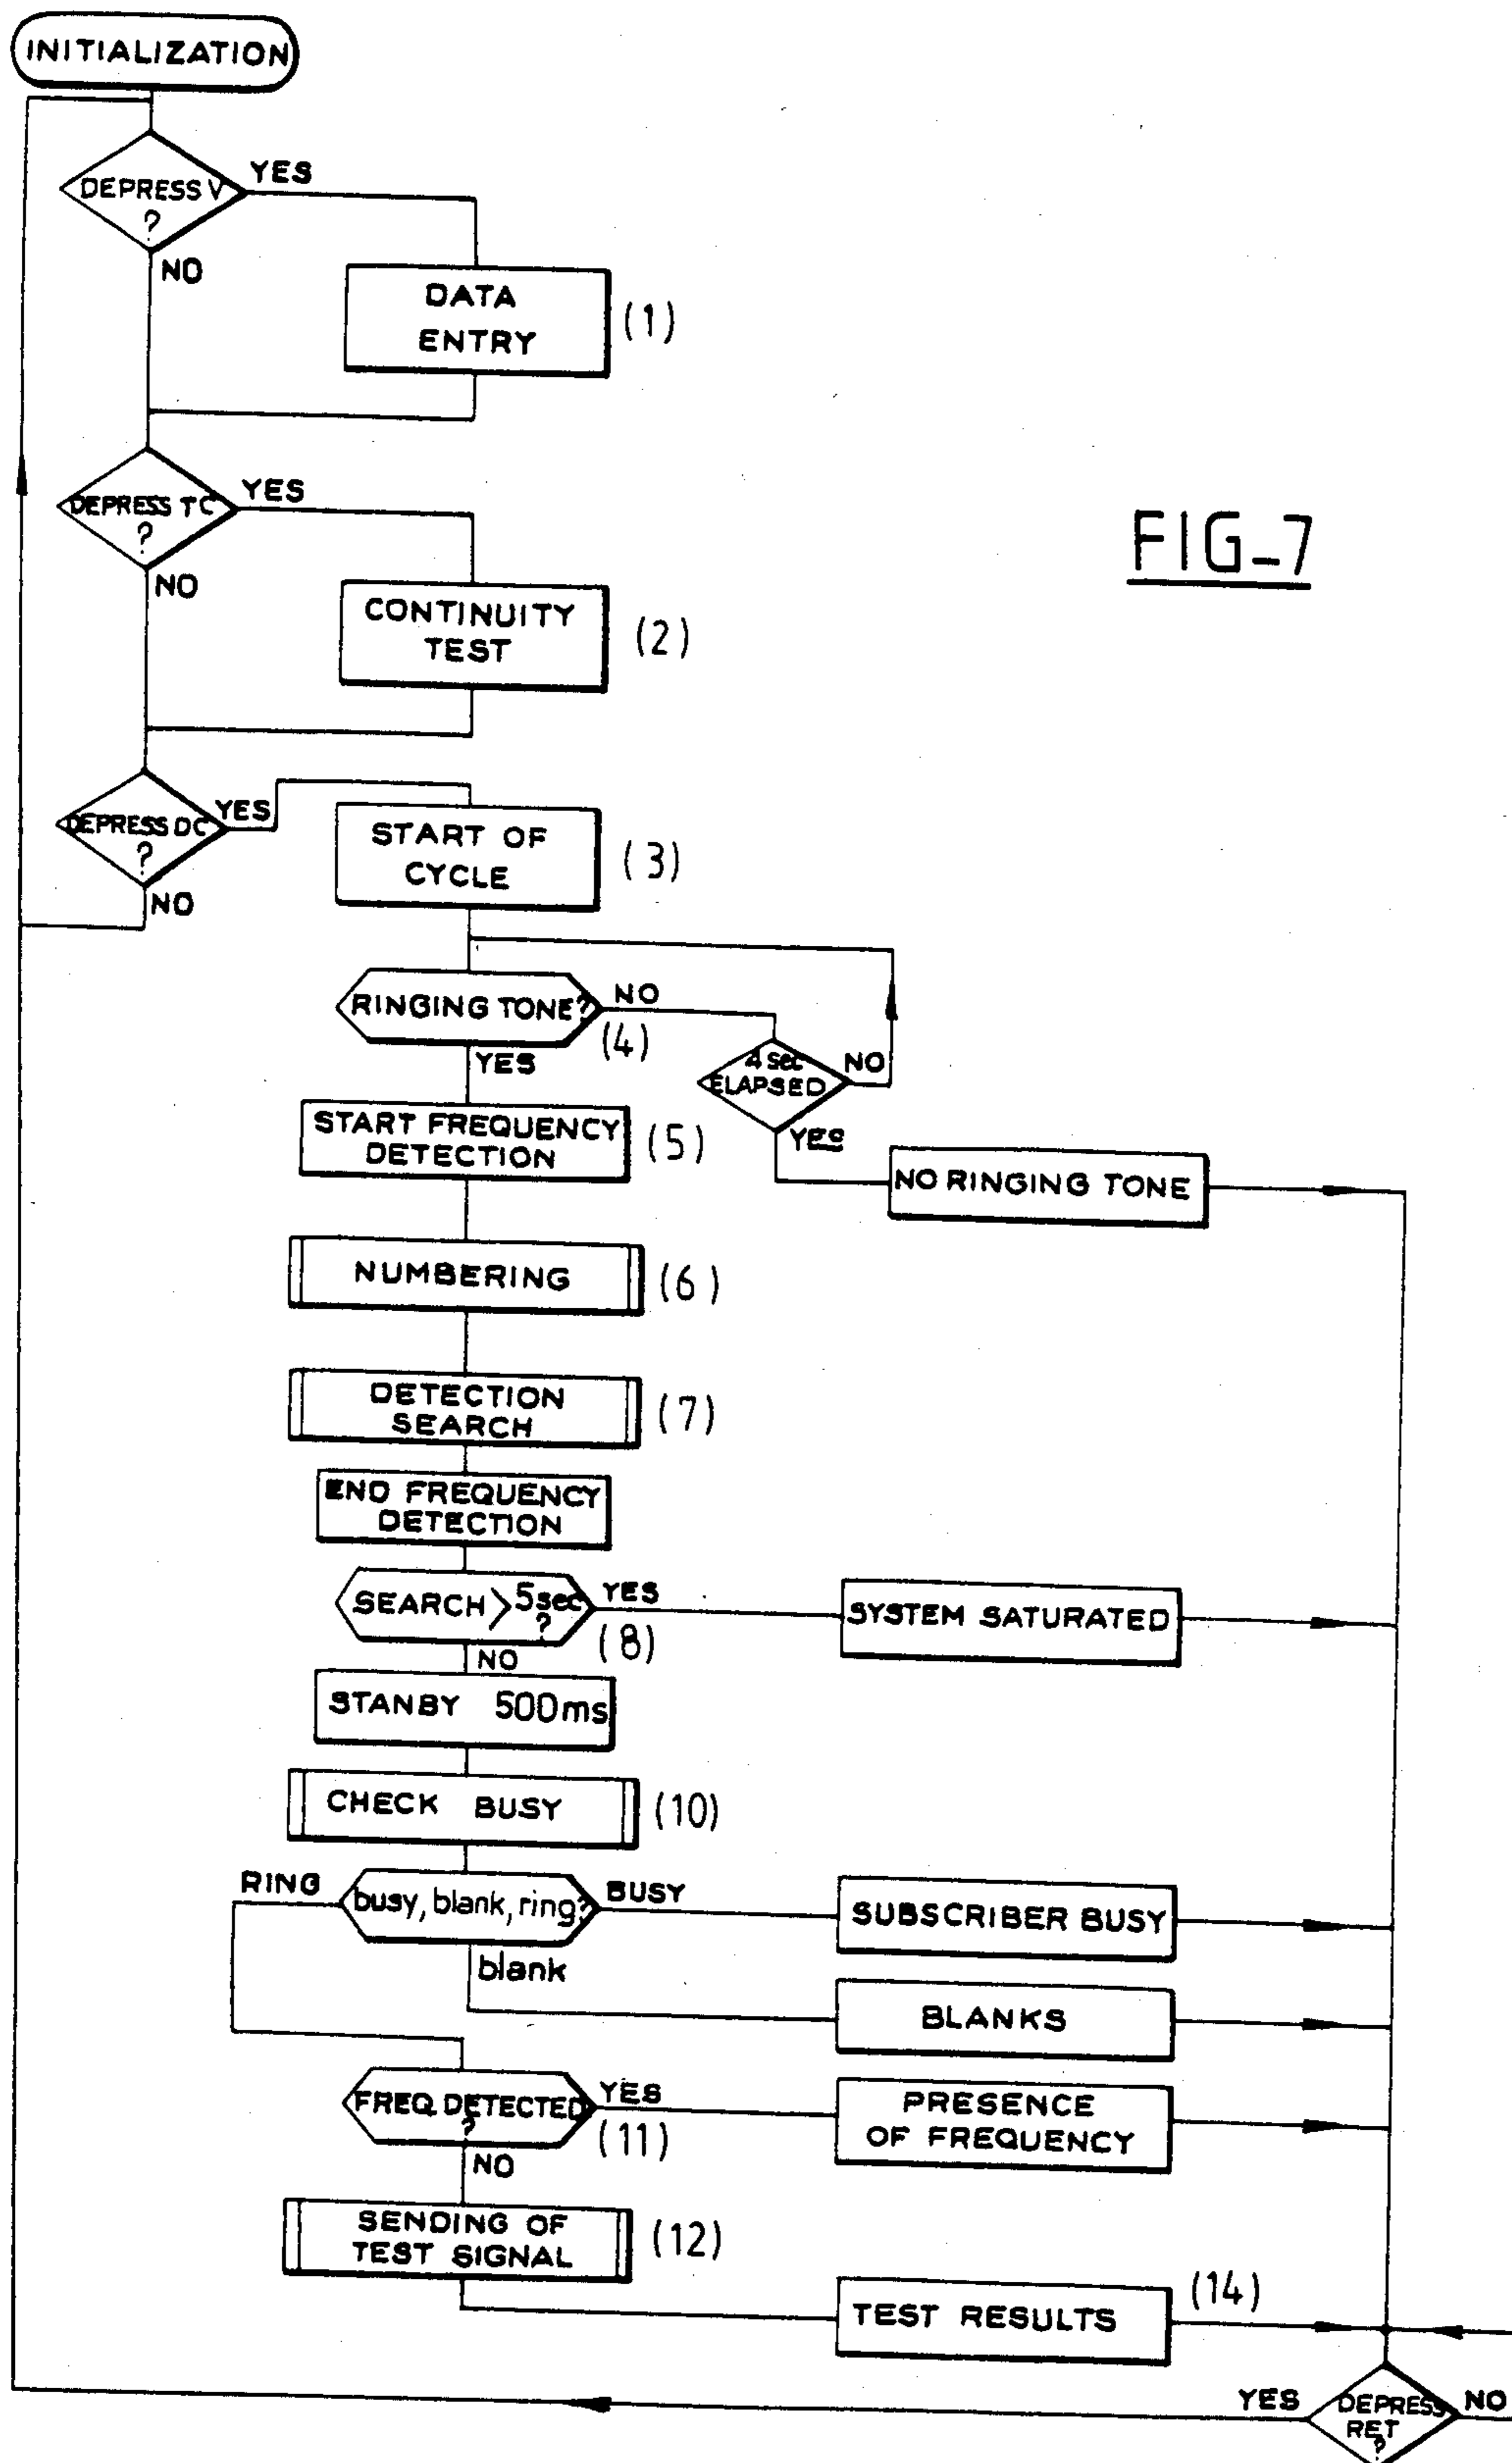 INITIALIZATION
DEPRESS V
?
YES
NO
DATA
ENTRY
(1)
DEPRESS TC
?
YES
NO
CONTINUITY
TEST
(2)
FIG_7
DEPRESS DC
?
YES
NO
START OF
CYCLE
(3)
RINGING TONE?
NO
(4)
YES
4 sec
ELAPSED
NO
YES
START FREQUENCY
DETECTION
(5)
NO RINGING TONE
NUMBERING
(6)
DETECTION
SEARCH
(7)
END FREQUENCY
DETECTION
SEARCH > 5sec
?
YES
(8)
NO
SYSTEM SATURATED
STANBY 500ms
CHECK BUSY
(10)
RING
busy, blank, ring?
BUSY
SUBSCRIBER BUSY
blank
BLANKS
FREQ. DETECTED
?
YES
(11)
NO
PRESENCE
OF FREQUENCY
SENDING OF
TEST SIGNAL
(12)
TEST RESULTS
(14)
YES
DEPRESS
RET
?
NO